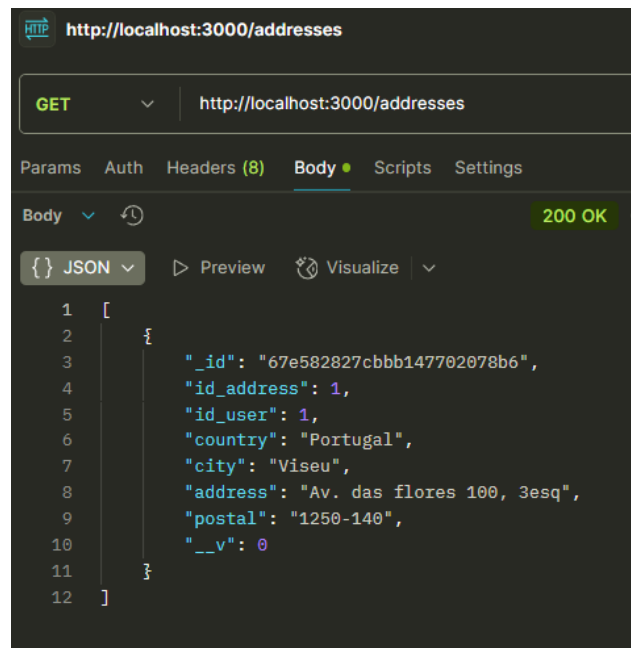 HTTP http://localhost:3000/addresses
GET http://localhost:3000/addresses
Params Auth Headers (8) Body Scripts Settings
Body 200 OK
{} JSON Preview Visualize
1 [
2 {
3 "_id": "67e582827cbbb147702078b6",
4 "id_address": 1,
5 "id_user": 1,
6 "country": "Portugal",
7 "city": "Viseu",
8 "address": "Av. das flores 100, 3esq",
9 "postal": "1250-140",
10 "__v": 0
11 }
12 ]